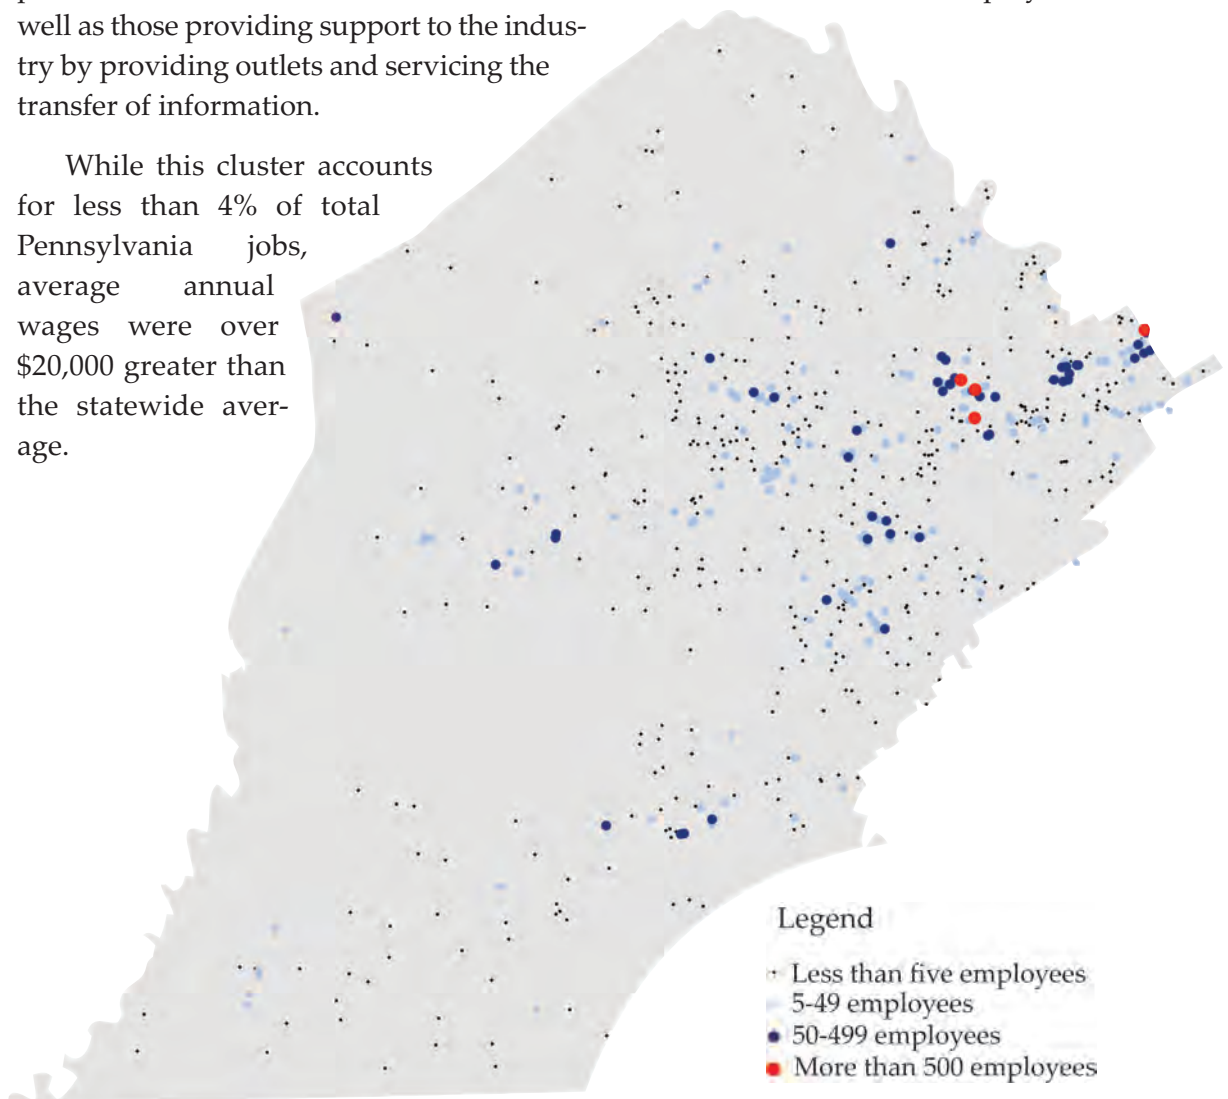 well as those providing support to the indus-
try by providing outlets and servicing the
transfer of information.
While this cluster accounts
for less than 4% of total
Pennsylvania jobs,
average annual
wages were over
$20,000 greater than
the statewide aver-
age.
Legend
Less than five employees
5-49 employees
50-499 employees
More than 500 employees